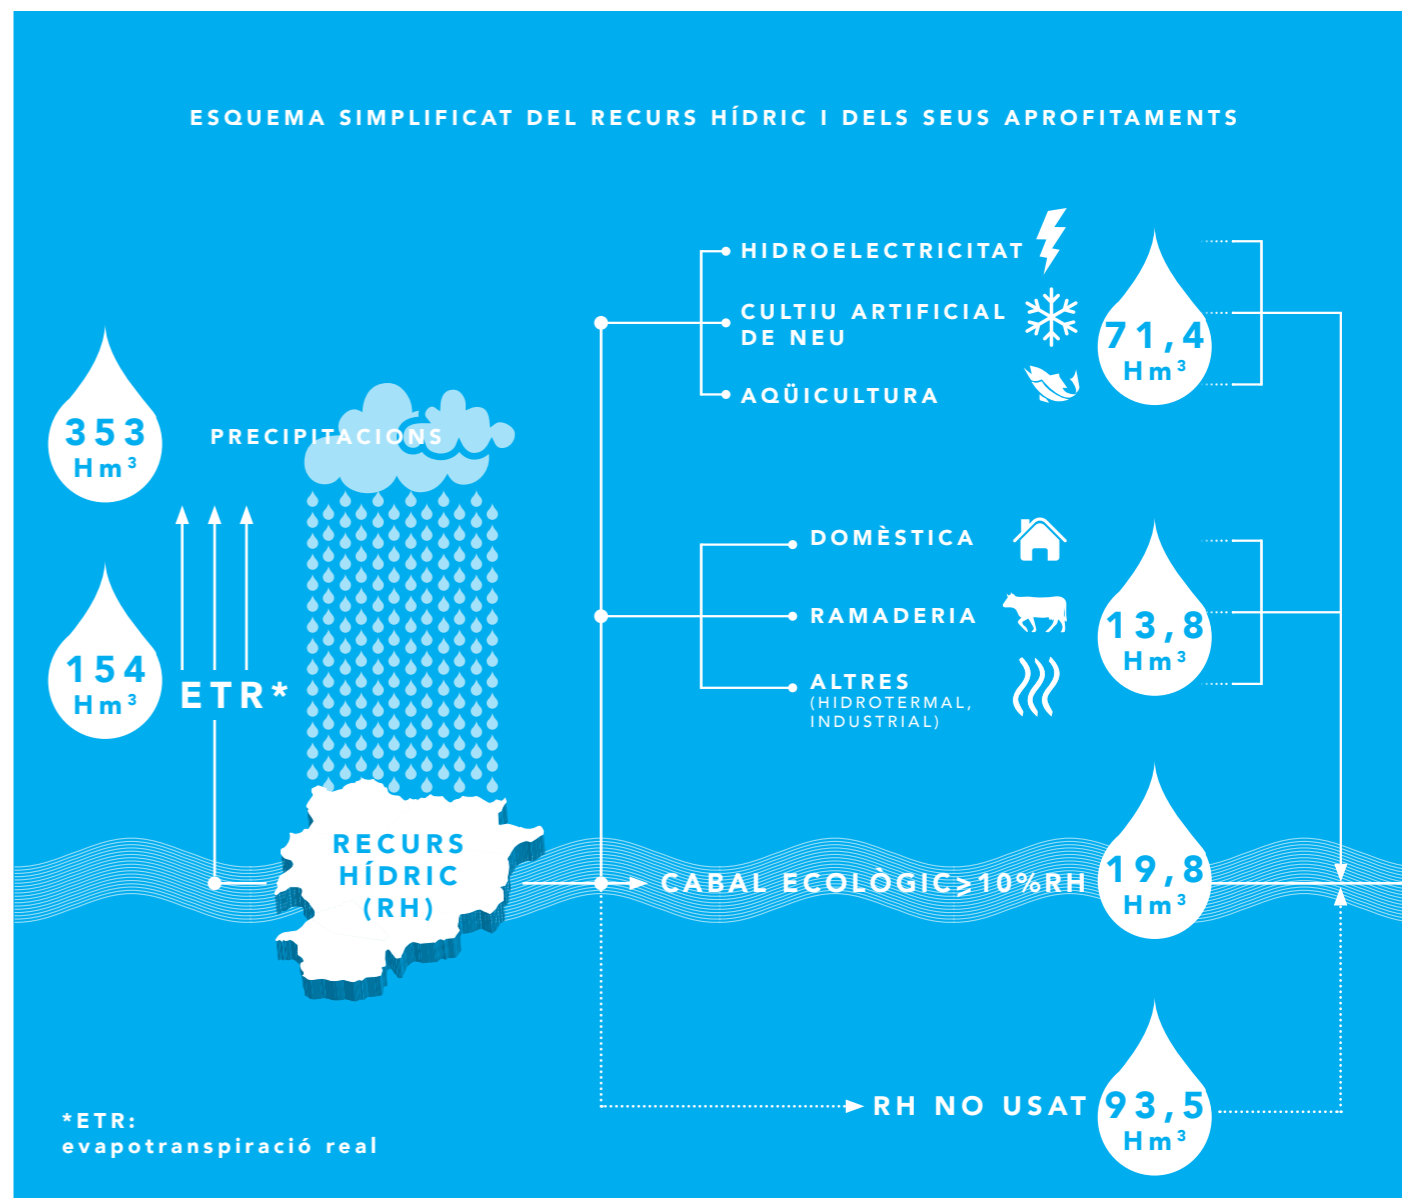 ESQUEMA SIMPLIFICAT DEL RECURS HÍDRIC I DELS SEUS APROFITAMENTS
353
Hm³
PRECIPITACIONS
154
Hm³
ETR*
RECURS
HÍDRIC
(RH)
HIDROELECTRICITAT
CULTIU ARTIFICIAL
DE NEU
AQÜICULTURA
71,4
Hm³
DOMÈSTICA
RAMADERIA
ALTRES
(HIDROTERMAL,
INDUSTRIAL)
13,8
Hm³
CABAL ECOLÒGIC≥10%RH
19,8
Hm³
RH NO USAT
93,5
Hm³
*ETR:
evapotranspiració real